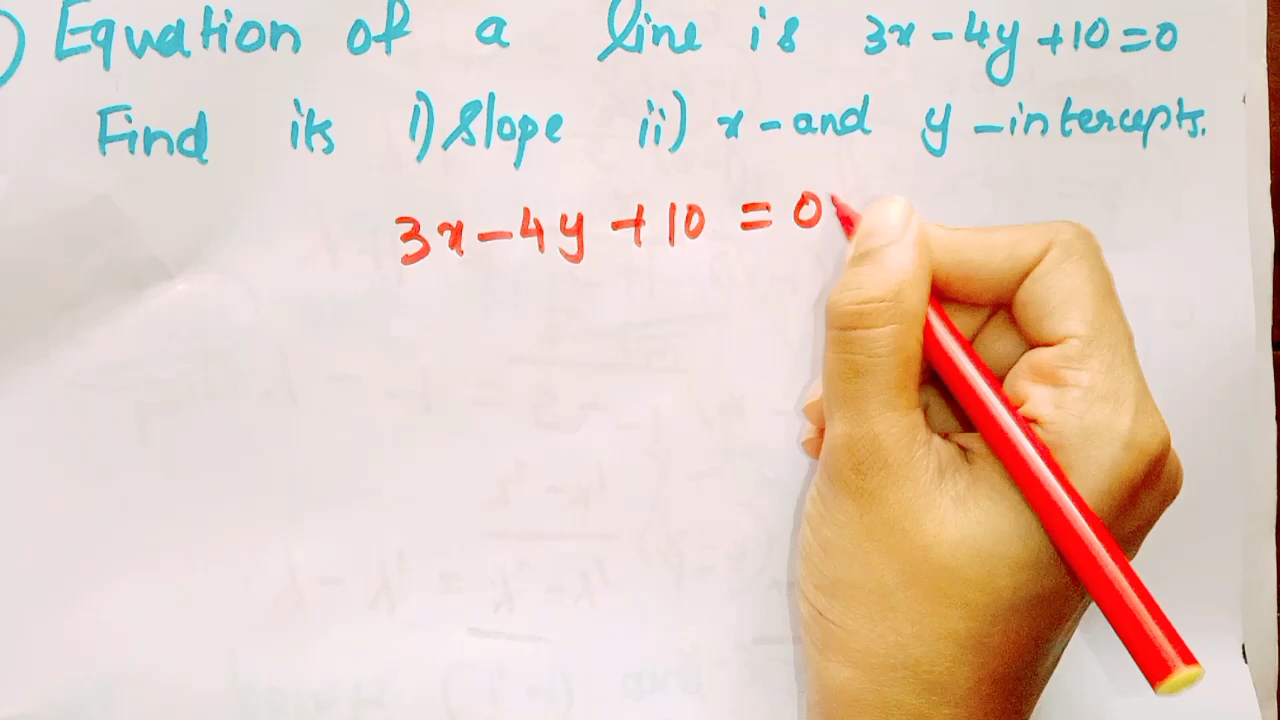 ) Equation of a line is 3x - 4y + 10 = 0
Find its i) Slope ii) x - and y - intercepts.
3x - 4y + 10 = 0